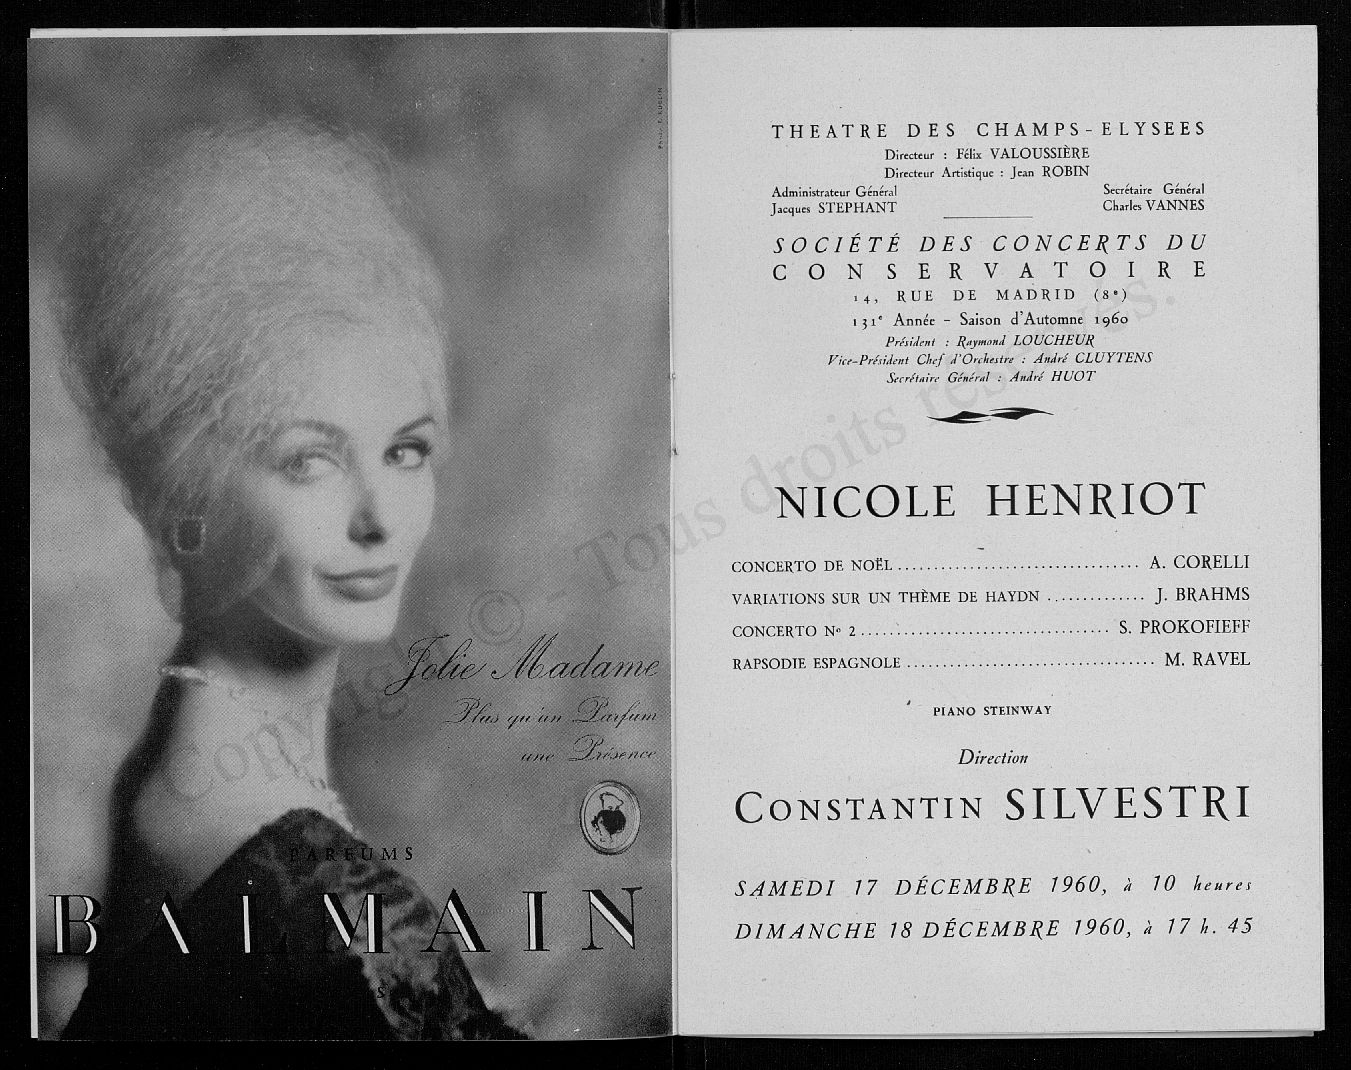 Jolie Madame
Plus qu'un Parfum
une Présence
PARFUMS
BALMAIN
THEATRE DES CHAMPS-ELYSEES
Directeur : Félix VALOUSSIÈRE
Directeur Artistique : Jean ROBIN
Administrateur Général
Jacques STEPHANT
Secrétaire Général
Charles VANNES
SOCIÉTÉ DES CONCERTS DU
CONSERVATOIRE
14, RUE DE MADRID (8e)
131e Année - Saison d'Automne 1960
Président : Raymond LOUCHEUR
Vice-Président Chef d'Orchestre : André CLUYTENS
Secrétaire Général : André HUOT
NICOLE HENRIOT
CONCERTO DE NOËL ................................. A. CORELLI
VARIATIONS SUR UN THÈME DE HAYDN .............. J. BRAHMS
CONCERTO No 2 .................................. S. PROKOFIEFF
RAPSODIE ESPAGNOLE .................................. M. RAVEL
PIANO STEINWAY
Direction
CONSTANTIN SILVESTRI
SAMEDI 17 DÉCEMBRE 1960, à 10 heures
DIMANCHE 18 DÉCEMBRE 1960, à 17 h. 45
Copyright © - Tous droits réservés.